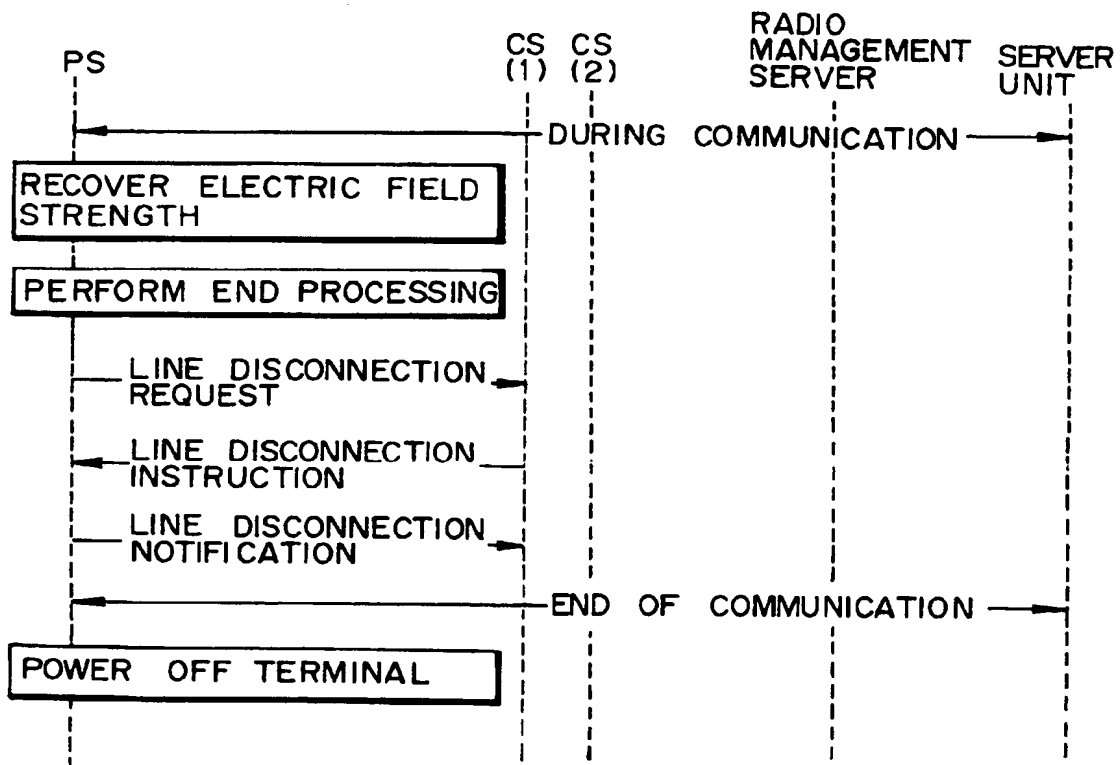 PS
CS
(1)
CS
(2)
RADIO
MANAGEMENT
SERVER
SERVER
UNIT
DURING COMMUNICATION
RECOVER ELECTRIC FIELD
STRENGTH
PERFORM END PROCESSING
LINE DISCONNECTION
REQUEST
LINE DISCONNECTION
INSTRUCTION
LINE DISCONNECTION
NOTIFICATION
END OF COMMUNICATION
POWER OFF TERMINAL